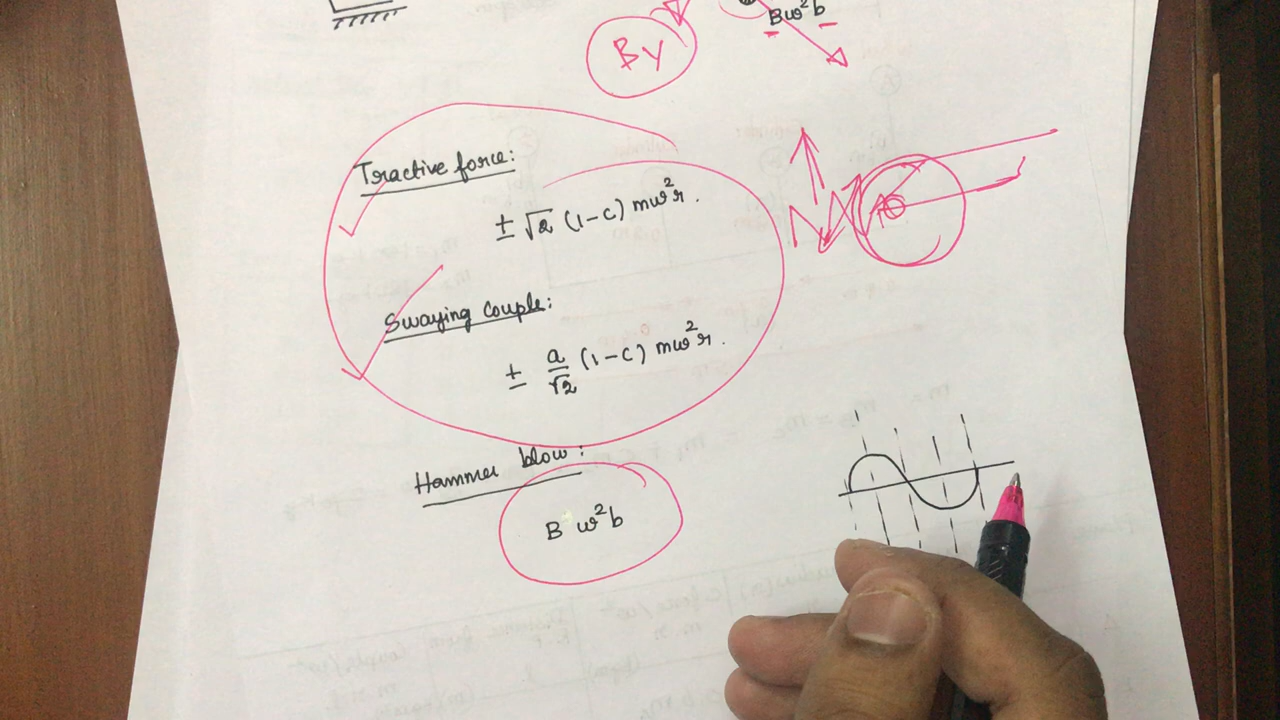 Bω²b
By
Tractive force:
± √2 (1-c) mω²r.
Swaying couple:
± a/√2 (1-c) mω²r.
Hammer blow:
B ω²b